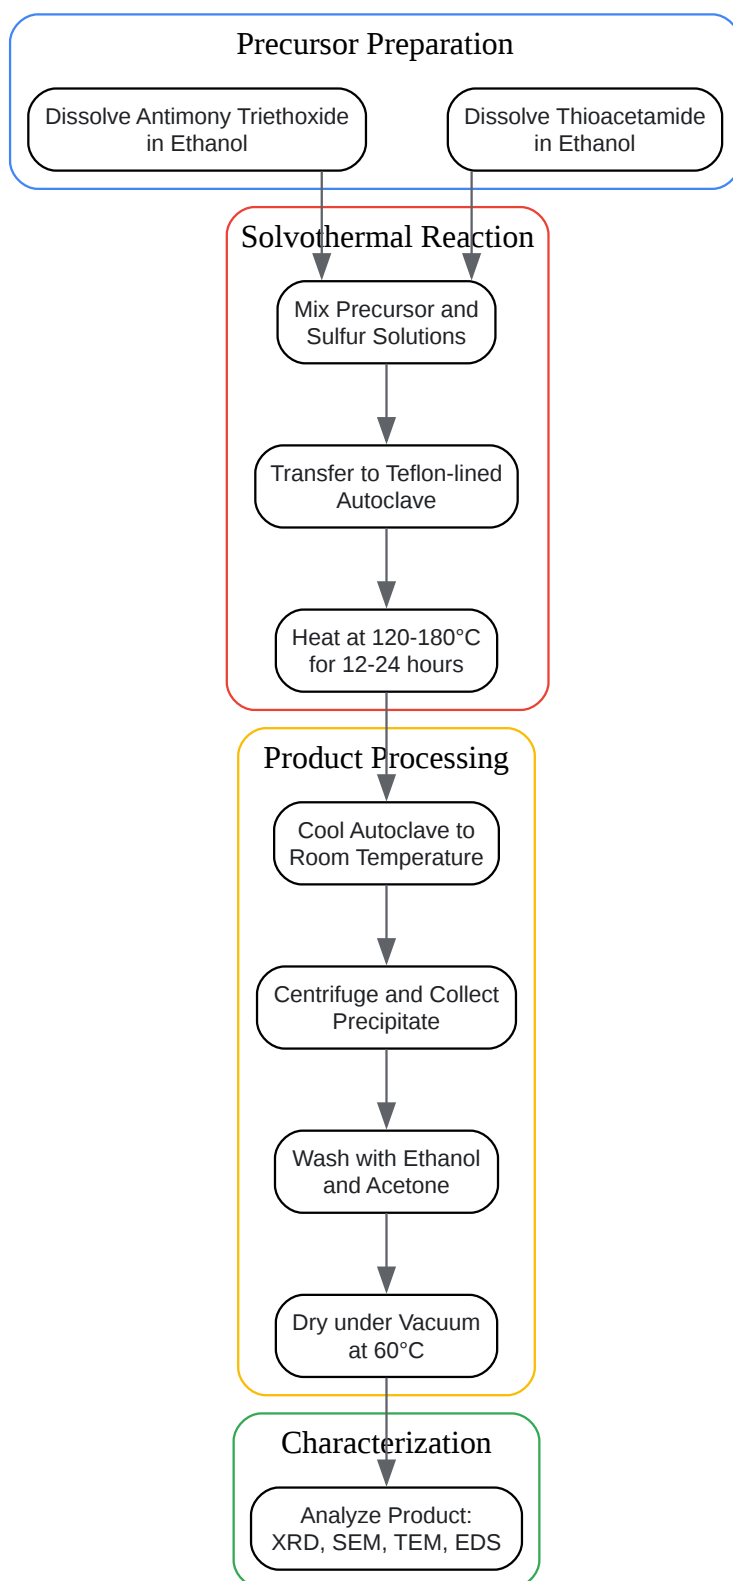 Precursor Preparation
Dissolve Antimony Triethoxide
in Ethanol
Dissolve Thioacetamide
in Ethanol
Solvothermal Reaction
Mix Precursor and
Sulfur Solutions
Transfer to Teflon-lined
Autoclave
Heat at 120-180°C
for 12-24 hours
Product Processing
Cool Autoclave to
Room Temperature
Centrifuge and Collect
Precipitate
Wash with Ethanol
and Acetone
Dry under Vacuum
at 60°C
Characterization
Analyze Product:
XRD, SEM, TEM, EDS